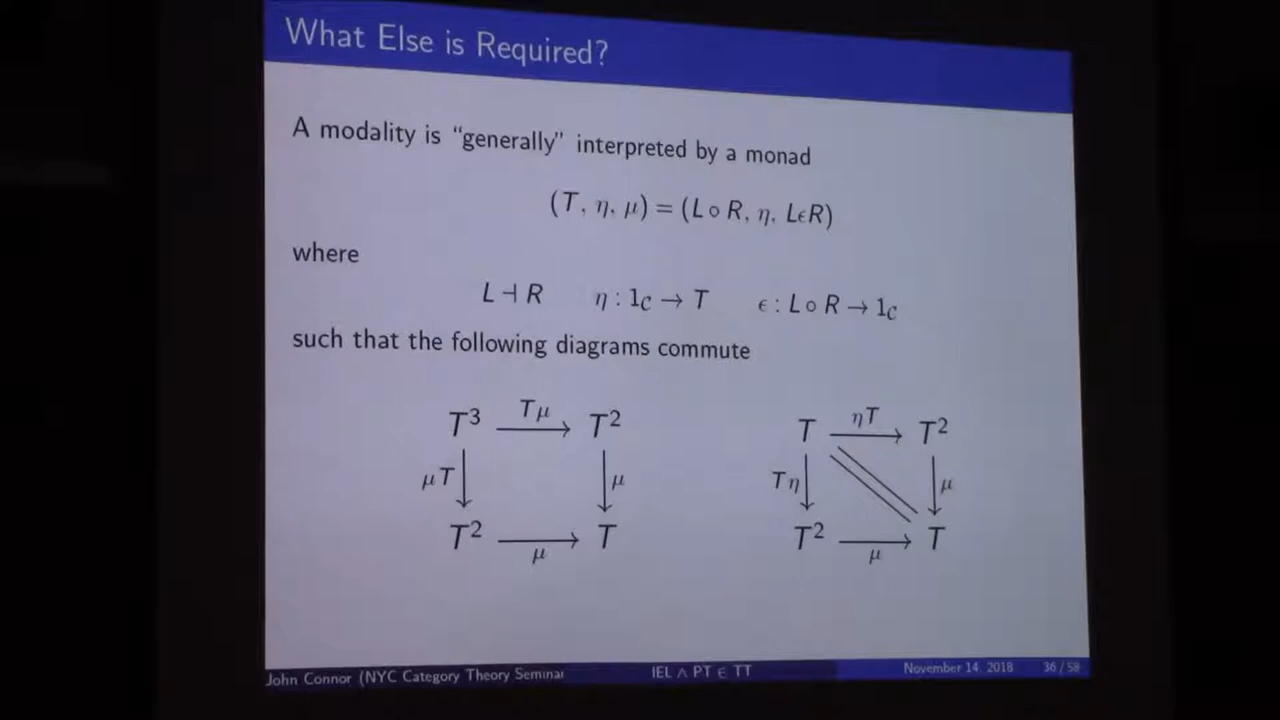 What Else is Required?
A modality is “generally” interpreted by a monad
(T, η, μ) = (L ∘ R, η, LϵR)
where
L ⊣ R η : 1_C → T ϵ : L ∘ R → 1_C
such that the following diagrams commute
T³ Tμ T² T ηT T²
μT μ Tη μ
T² μ T T² μ T
John Connor (NYC Category Theory Seminar IEL ∧ PT ∈ TT November 14, 2018 36 / 58